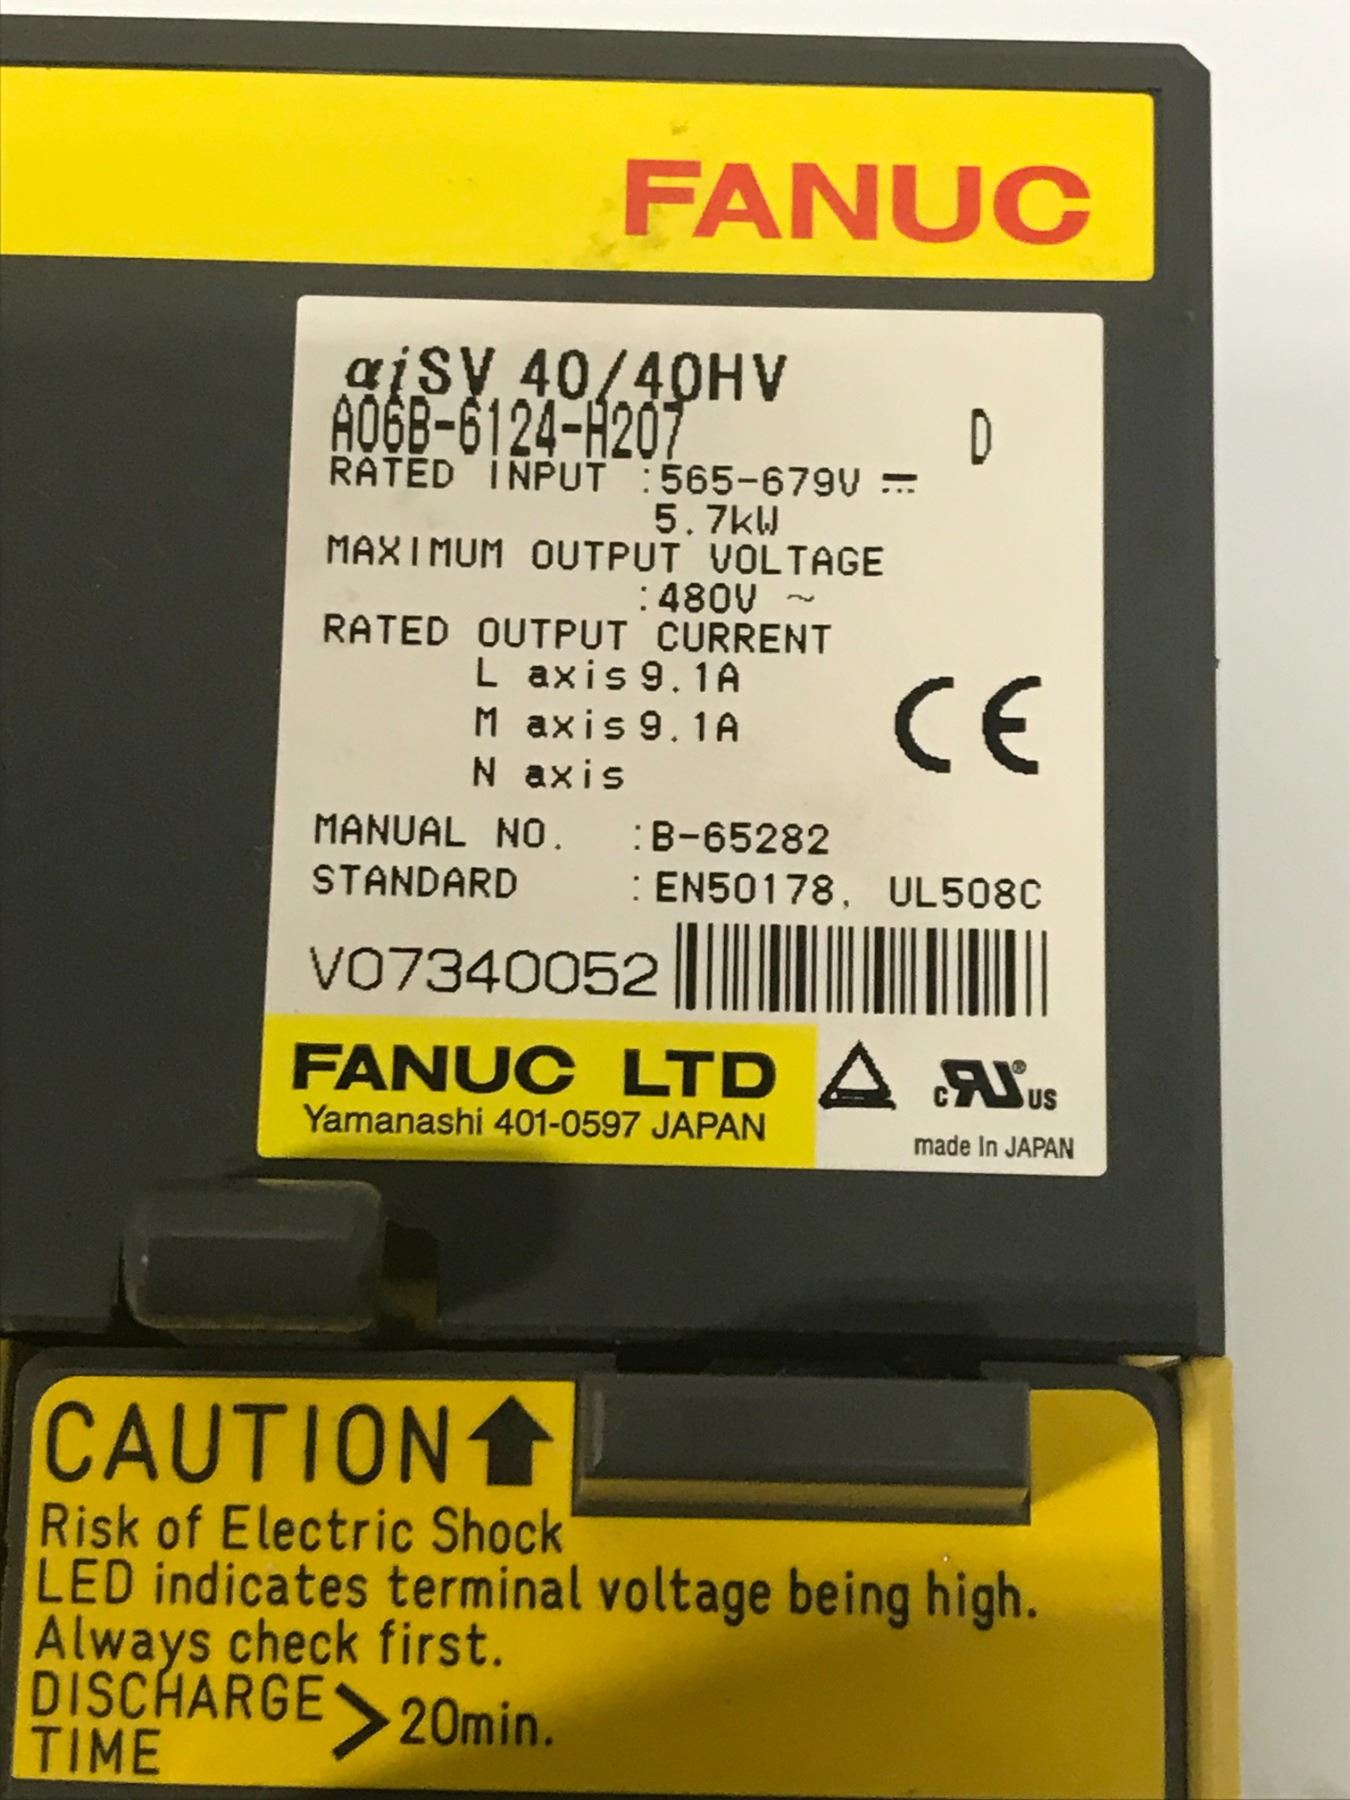 FANUC
αiSV 40/40HV
A06B-6124-H207 D
RATED INPUT :565-679V ⎓
5.7kW
MAXIMUM OUTPUT VOLTAGE
:480V ~
RATED OUTPUT CURRENT
L axis 9.1A
M axis 9.1A
N axis
CE
MANUAL NO. :B-65282
STANDARD :EN50178, UL508C
V07340052
FANUC LTD
Yamanashi 401-0597 JAPAN
c RU ® US
made In JAPAN
CAUTION
Risk of Electric Shock
LED indicates terminal voltage being high.
Always check first.
DISCHARGE
TIME > 20min.